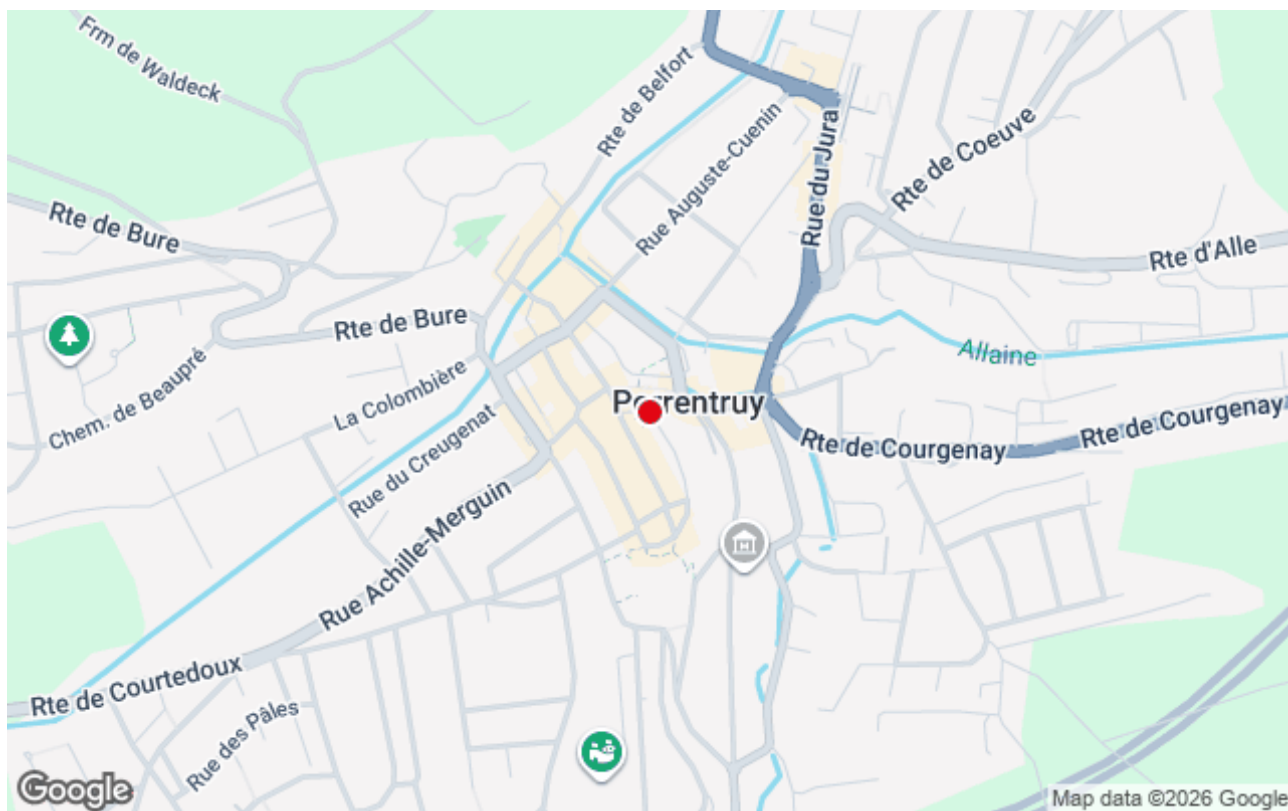 Frm de Waldeck
Rte de Belfort
Rue Auguste-Cuenin
Rue du Jura
Rte de Coeuve
Rte de Bure
Rte d'Alle
Rte de Bure
Allaine
Chem. de Beaupré
La Colombière
Porrentruy
Rue du Creugenat
Rte de Courgenay
Rte de Courgenay
Rue Achille-Merguin
Rte de Courtedoux
Rue des Pâles
Google
Map data ©2026 Google